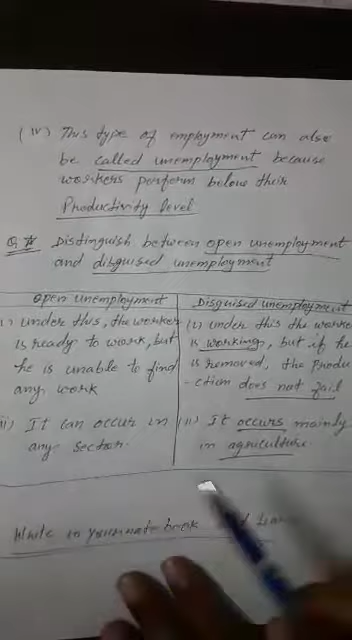 (iv) This type of employment can also
be called unemployment because
workers perform below their
Productivity level
Distinguish between open unemployment
and disguised unemployment
Open unemployment
i) Under this, the worker
is ready to work, but
he is unable to find
any work
ii) It can occur in
any sector.
Disguised unemployment
(i) Under this the worker
is working, but if he
is removed, the produ
-ction does not fail
(ii) It occurs mainly
in agriculture.
Write in your note book